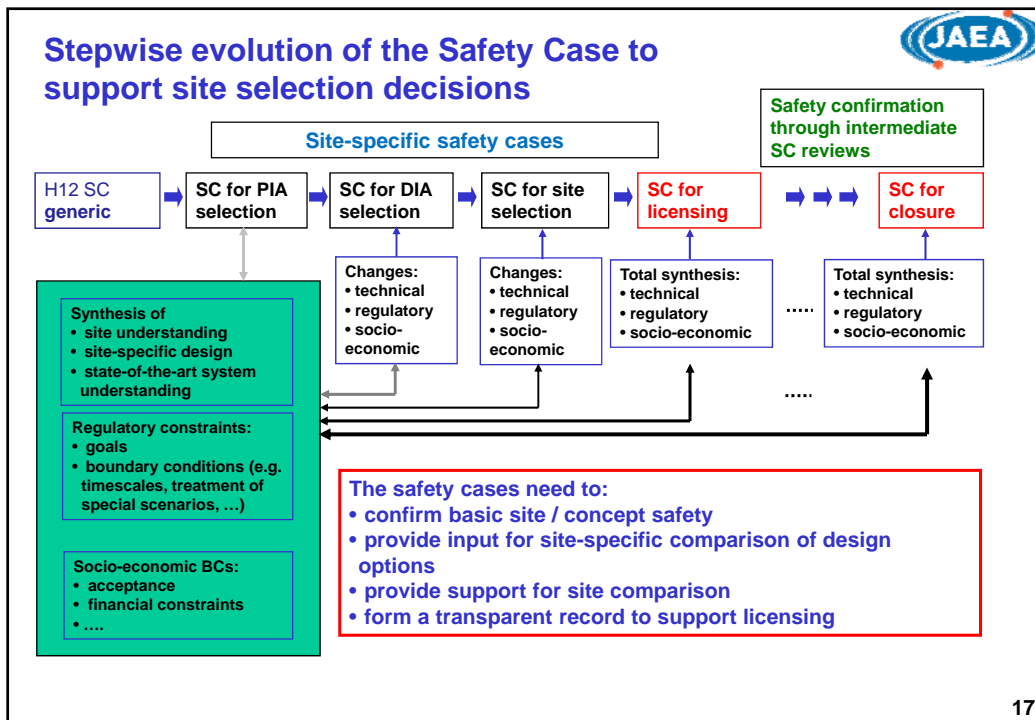 Stepwise evolution of the Safety Case to
support site selection decisions
JAEA
Site-specific safety cases
Safety confirmation
through intermediate
SC reviews
H12 SC
generic
SC for PIA
selection
SC for DIA
selection
SC for site
selection
SC for
licensing
SC for
closure
Changes:
• technical
• regulatory
• socio-
economic
Changes:
• technical
• regulatory
• socio-
economic
Total synthesis:
• technical
• regulatory
• socio-economic
.....
Total synthesis:
• technical
• regulatory
• socio-economic
.....
Synthesis of
• site understanding
• site-specific design
• state-of-the-art system
understanding
Regulatory constraints:
• goals
• boundary conditions (e.g.
timescales, treatment of
special scenarios, …)
Socio-economic BCs:
• acceptance
• financial constraints
• ….
The safety cases need to:
• confirm basic site / concept safety
• provide input for site-specific comparison of design
options
• provide support for site comparison
• form a transparent record to support licensing
17